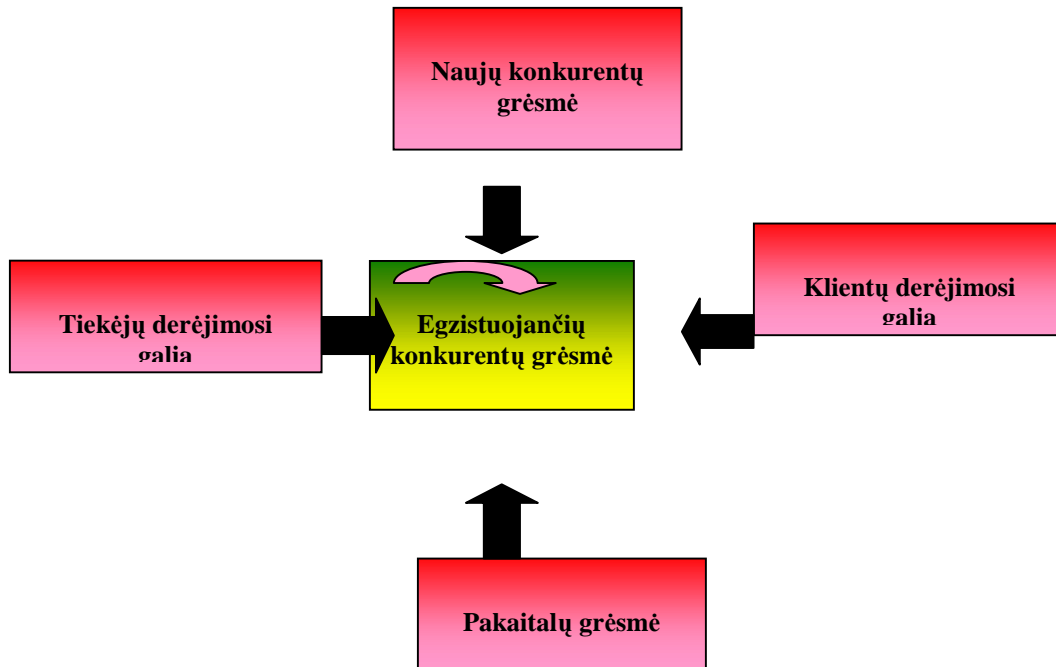 Naujų konkurentų
grėsmė
Klientų derėjimosi
galia
Tiekėjų derėjimosi
galia
Egzistuojančių
konkurentų grėsmė
Pakaitalų grėsmė